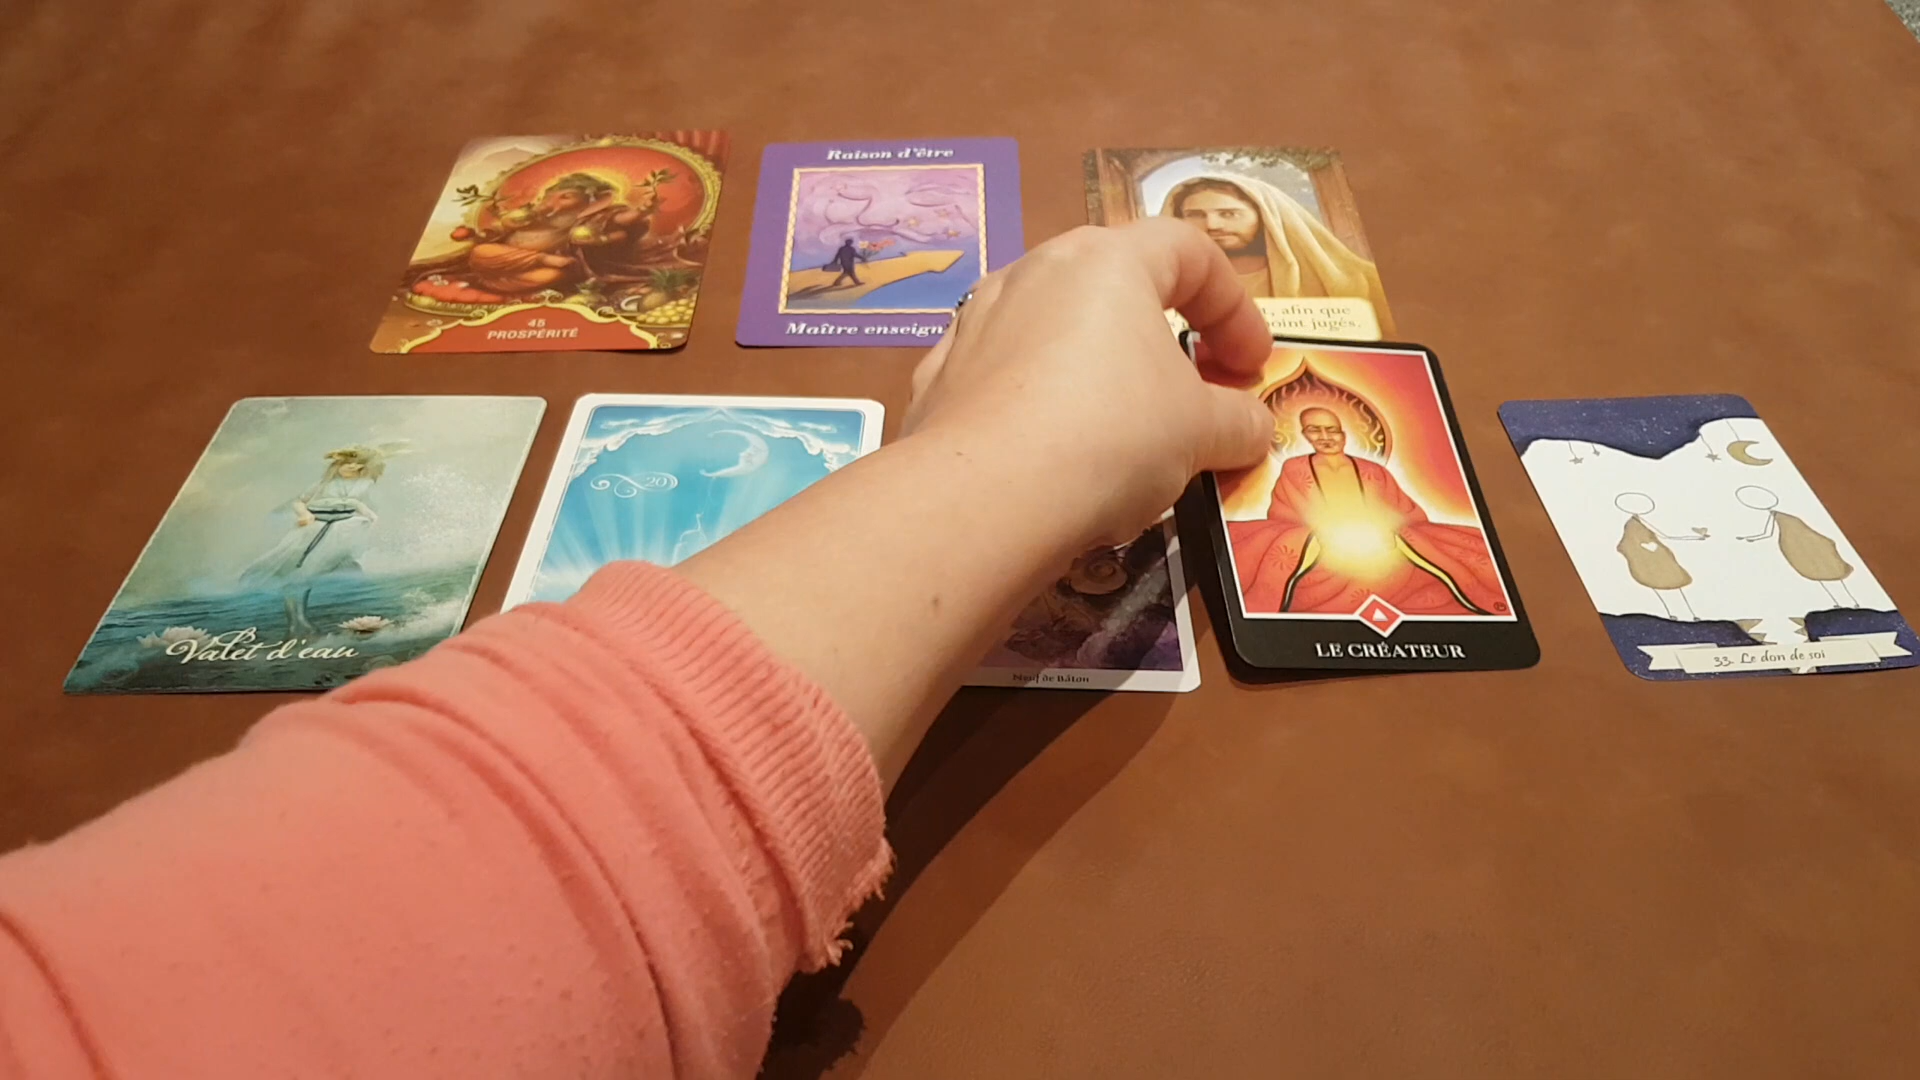 45
PROSPÉRITÉ
Raison d'être
Maître enseign
, afin que
point jugés.
Valet d'eau
20
Neuf de Bâton
LE CRÉATEUR
33. Le don de soi